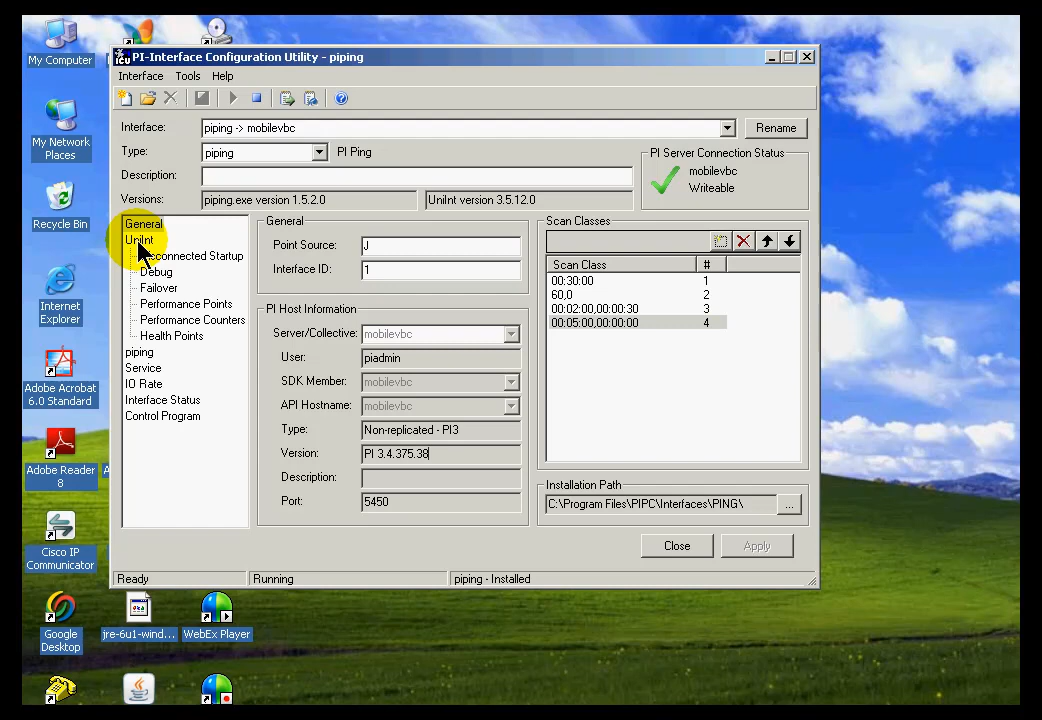 My Computer
My Network
Places
Recycle Bin
Internet
Explorer
Adobe Acrobat
6.0 Standard
Adobe Reader
8
Cisco IP
Communicator
Google
Desktop
jre-6u1-wind...
WebEx Player
ICU
PI-Interface Configuration Utility - piping
Interface Tools Help
Interface: piping -> mobilevbc Rename
Type: piping PI Ping
Description:
Versions: piping.exe version 1.5.2.0 UniInt version 3.5.12.0
PI Server Connection Status
mobilevbc
Writeable
General
UniInt
Disconnected Startup
Debug
Failover
Performance Points
Performance Counters
Health Points
piping
Service
IO Rate
Interface Status
Control Program
General
Point Source: J
Interface ID: 1
PI Host Information
Server/Collective: mobilevbc
User: piadmin
SDK Member: mobilevbc
API Hostname: mobilevbc
Type: Non-replicated - PI3
Version: PI 3.4.375.38
Description:
Port: 5450
Scan Classes
Scan Class #
00:30:00 1
60,0 2
00:02:00,00:00:30 3
00:05:00,00:00:00 4
Installation Path
C:\Program Files\PIPC\Interfaces\PING\ ...
Close Apply
Ready Running piping - Installed